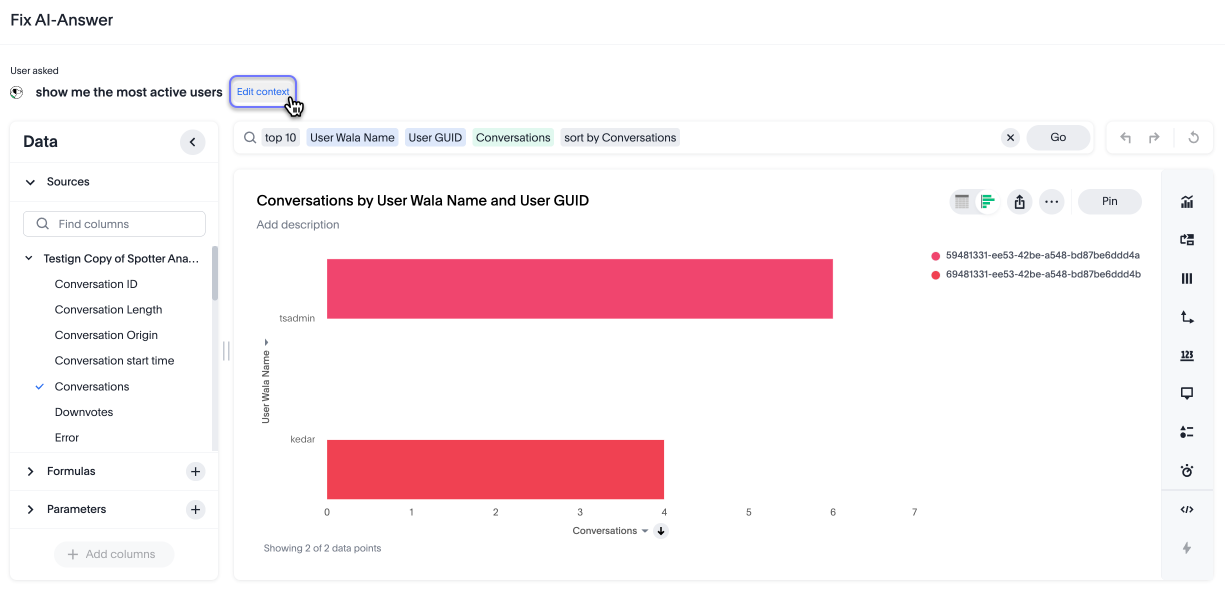 Fix AI-Answer
User asked
show me the most active users Edit context
Data
Sources
Find columns
Testign Copy of Spotter Ana...
Conversation ID
Conversation Length
Conversation Origin
Conversation start time
Conversations
Downvotes
Error
Formulas
Parameters
Add columns
top 10 User Wala Name User GUID Conversations sort by Conversations Go
Conversations by User Wala Name and User GUID
Add description
Pin
59481331-ee53-42be-a548-bd87be6ddd4a
69481331-ee53-42be-a548-bd87be6ddd4b
tsadmin
User Wala Name
kedar
0 1 2 3 4 5 6 7
Conversations
Showing 2 of 2 data points
123